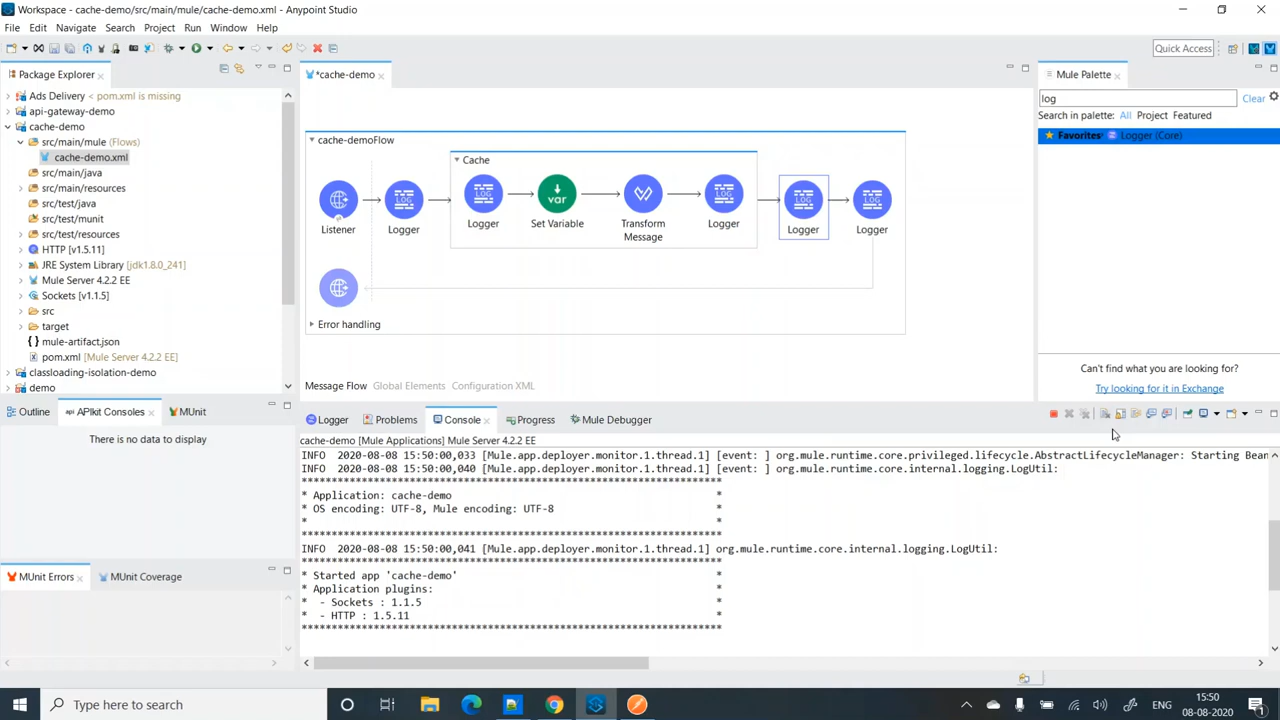 Workspace - cache-demo/src/main/mule/cache-demo.xml - Anypoint Studio
File Edit Navigate Search Project Run Window Help
Quick Access
Package Explorer
Ads Delivery < pom.xml is missing
api-gateway-demo
cache-demo
src/main/mule (Flows)
cache-demo.xml
src/main/java
src/main/resources
src/test/java
src/test/munit
src/test/resources
HTTP [v1.5.11]
JRE System Library [jdk1.8.0_241]
Mule Server 4.2.2 EE
Sockets [v1.1.5]
src
target
mule-artifact.json
pom.xml [Mule Server 4.2.2 EE]
classloading-isolation-demo
demo
*cache-demo
cache-demoFlow
Cache
LOG
LOG
var
LOG
LOG
LOG
Listener
Logger
Logger
Set Variable
Transform
Message
Logger
Logger
Logger
Error handling
Message Flow Global Elements Configuration XML
Mule Palette
log
Clear
Search in palette: All Project Featured
Favorites Logger (Core)
Can't find what you are looking for?
Try looking for it in Exchange
Outline
api APIkit Consoles
MUnit
There is no data to display
MUnit Errors
MUnit Coverage
Logger
Problems
Console
Progress
Mule Debugger
cache-demo [Mule Applications] Mule Server 4.2.2 EE
INFO 2020-08-08 15:50:00,033 [Mule.app.deployer.monitor.1.thread.1] [event: ] org.mule.runtime.core.privileged.lifecycle.AbstractLifecycleManager: Starting Bean
INFO 2020-08-08 15:50:00,040 [Mule.app.deployer.monitor.1.thread.1] [event: ] org.mule.runtime.core.internal.logging.LogUtil:
**********************************************************************
* Application: cache-demo *
* OS encoding: UTF-8, Mule encoding: UTF-8 *
* *
**********************************************************************
INFO 2020-08-08 15:50:00,041 [Mule.app.deployer.monitor.1.thread.1] org.mule.runtime.core.internal.logging.LogUtil:
**********************************************************************
* Started app 'cache-demo' *
* Application plugins: *
* - Sockets : 1.1.5 *
* - HTTP : 1.5.11 *
**********************************************************************
Type here to search
ENG
15:50
08-08-2020
1